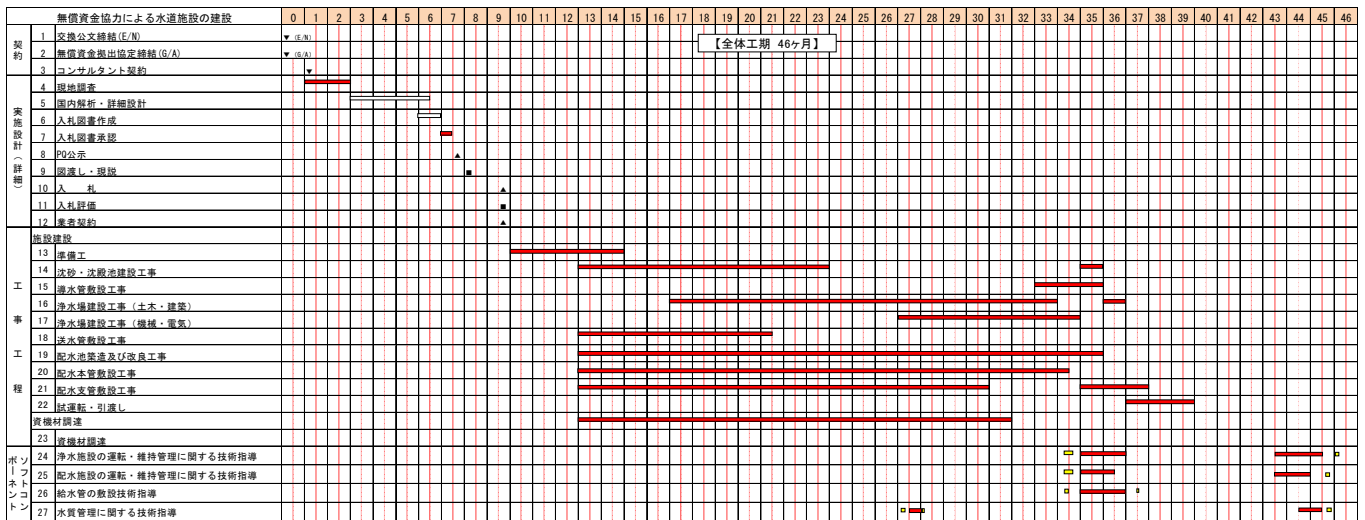 無償資金協力による水道施設の建設 0 1 2 3 4 5 6 7 8 9 10 11 12 13 14 15 16 17 18 19 20 21 22 23 24 25 26 27 28 29 30 31 32 33 34 35 36 37 38 39 40 41 42 43 44 45 46
契約
1 交換公文締結(E/N) ▼ (E/N)
【全体工期 46ヶ月】
2 無償資金拠出協定締結(G/A) ▼ (G/A)
3 コンサルタント契約 ▼
実施設計(詳細)
4 現地調査
5 国内解析・詳細設計
6 入札図書作成
7 入札図書承認
8 PQ公示 ▲
9 図渡し・現説 ■
10 入 札 ▲
11 入札評価 ■
12 業者契約 ▲
工事工程
施設建設
13 準備工
14 沈砂・沈殿池建設工事
15 導水管敷設工事
16 浄水場建設工事(土木・建築)
17 浄水場建設工事(機械・電気)
18 送水管敷設工事
19 配水池築造及び改良工事
20 配水本管敷設工事
21 配水支管敷設工事
22 試運転・引渡し
資機材調達
23 資機材調達
ソフトコンポーネント
24 浄水施設の運転・維持管理に関する技術指導
25 配水施設の運転・維持管理に関する技術指導
26 給水管の敷設技術指導
27 水質管理に関する技術指導